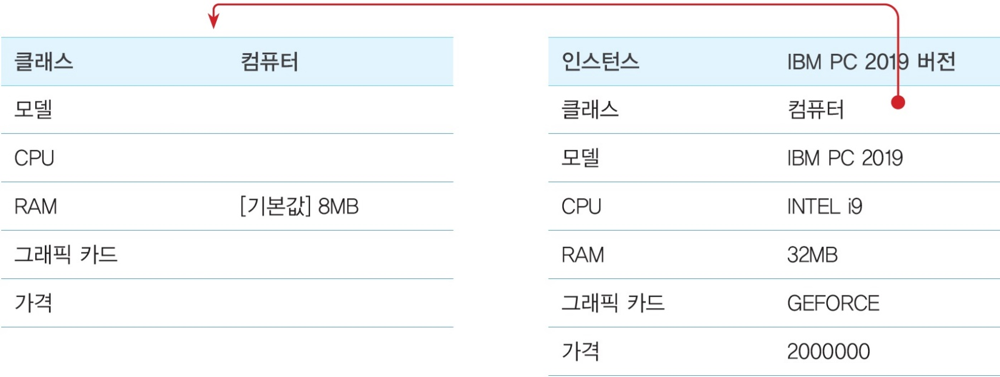 클래스 컴퓨터
모델
CPU
RAM [기본값] 8MB
그래픽 카드
가격
인스턴스 IBM PC 2019 버전
클래스 컴퓨터
모델 IBM PC 2019
CPU INTEL i9
RAM 32MB
그래픽 카드 GEFORCE
가격 2000000